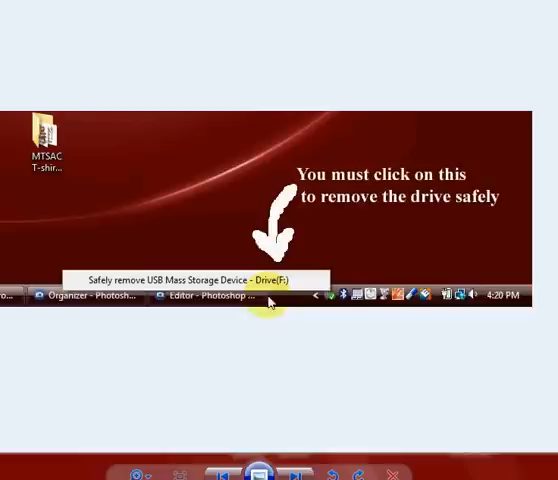 MTSAC
T-shir...
You must click on this
to remove the drive safely
Safely remove USB Mass Storage Device - Drive(F:)
ro...
Organizer - Photosh...
Editor - Photoshop ...
<
4:20 PM